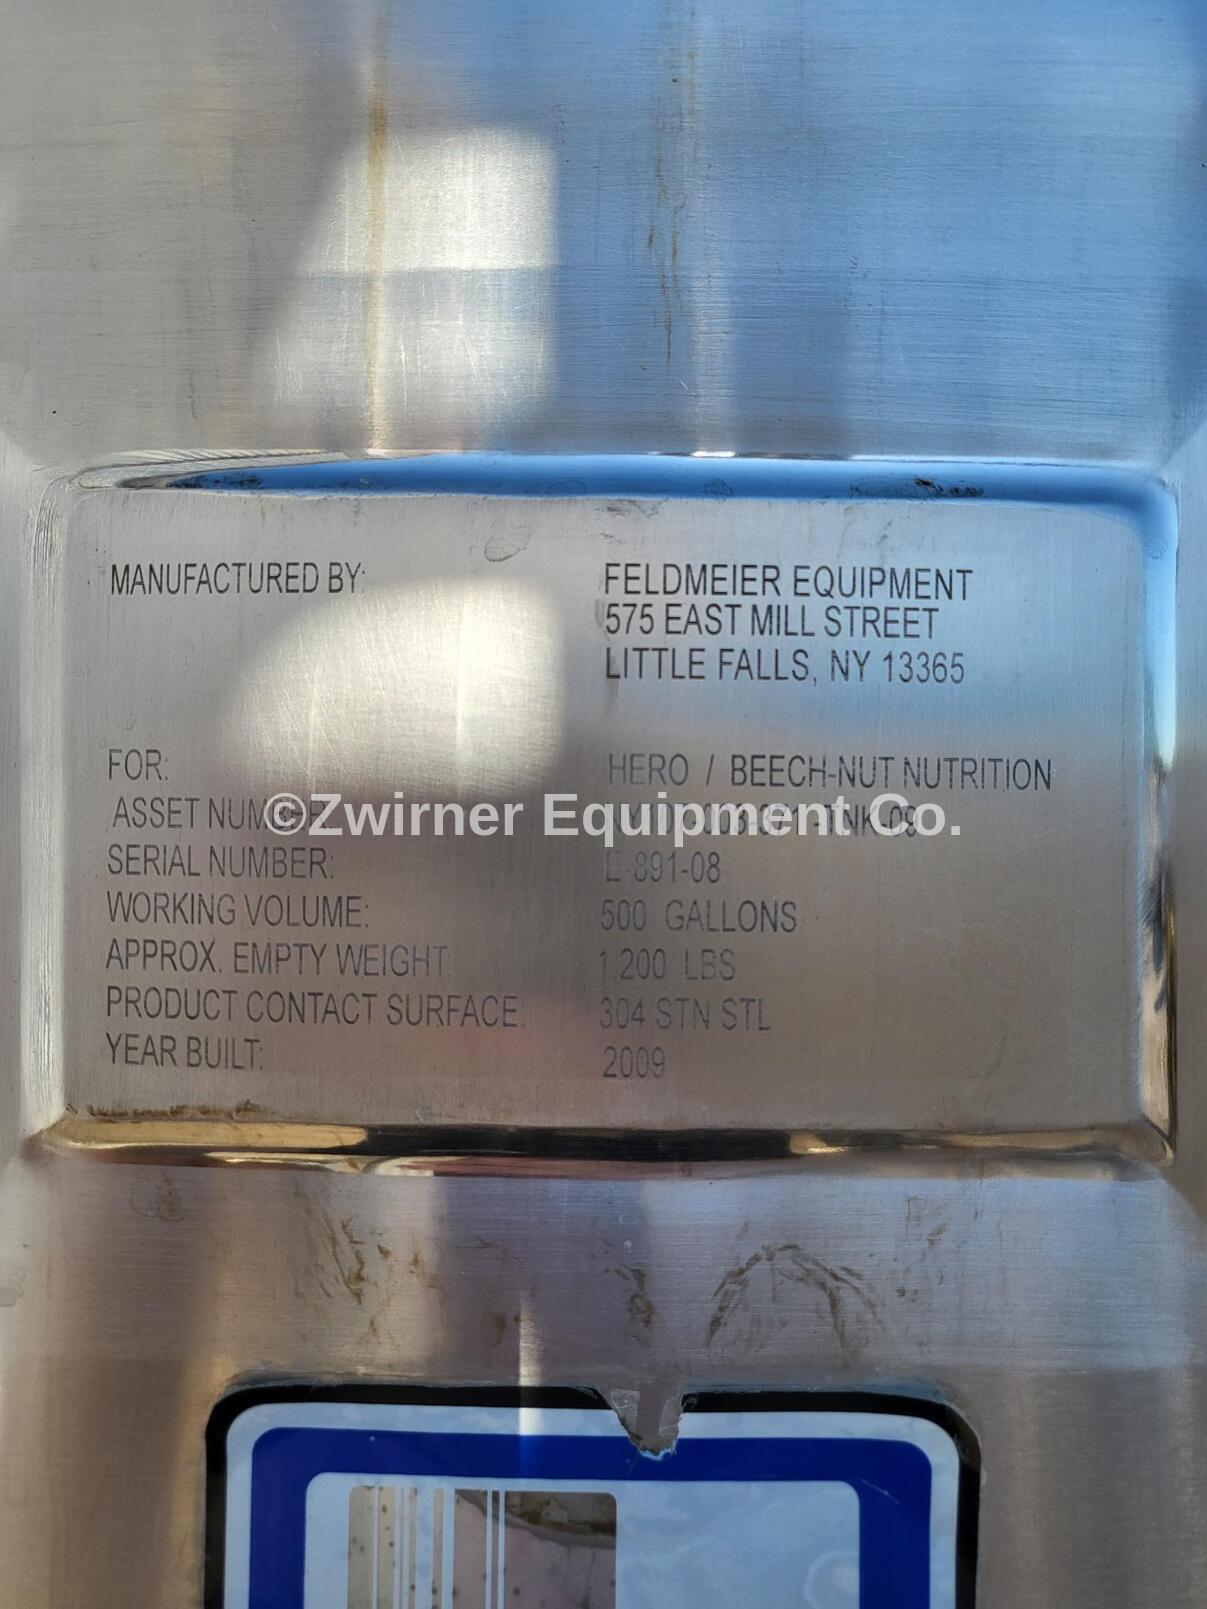 MANUFACTURED BY: FELDMEIER EQUIPMENT
575 EAST MILL STREET
LITTLE FALLS, NY 13365
FOR: HERO / BEECH-NUT NUTRITION
ASSET NUMBER:
©Zwirner Equipment Co.
SERIAL NUMBER: E-891-08
WORKING VOLUME: 500 GALLONS
APPROX. EMPTY WEIGHT: 1,200 LBS.
PRODUCT CONTACT SURFACE: 304 STN STL
YEAR BUILT: 2009